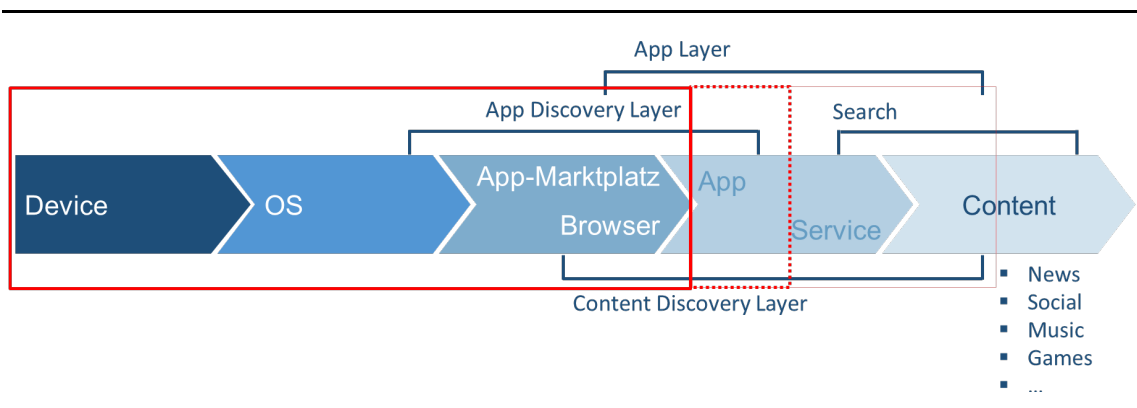 App Layer
App Discovery Layer
Search
Device
OS
App-Marktplatz
Browser
App
Service
Content
Content Discovery Layer
▪ News
▪ Social
▪ Music
▪ Games
▪ ...